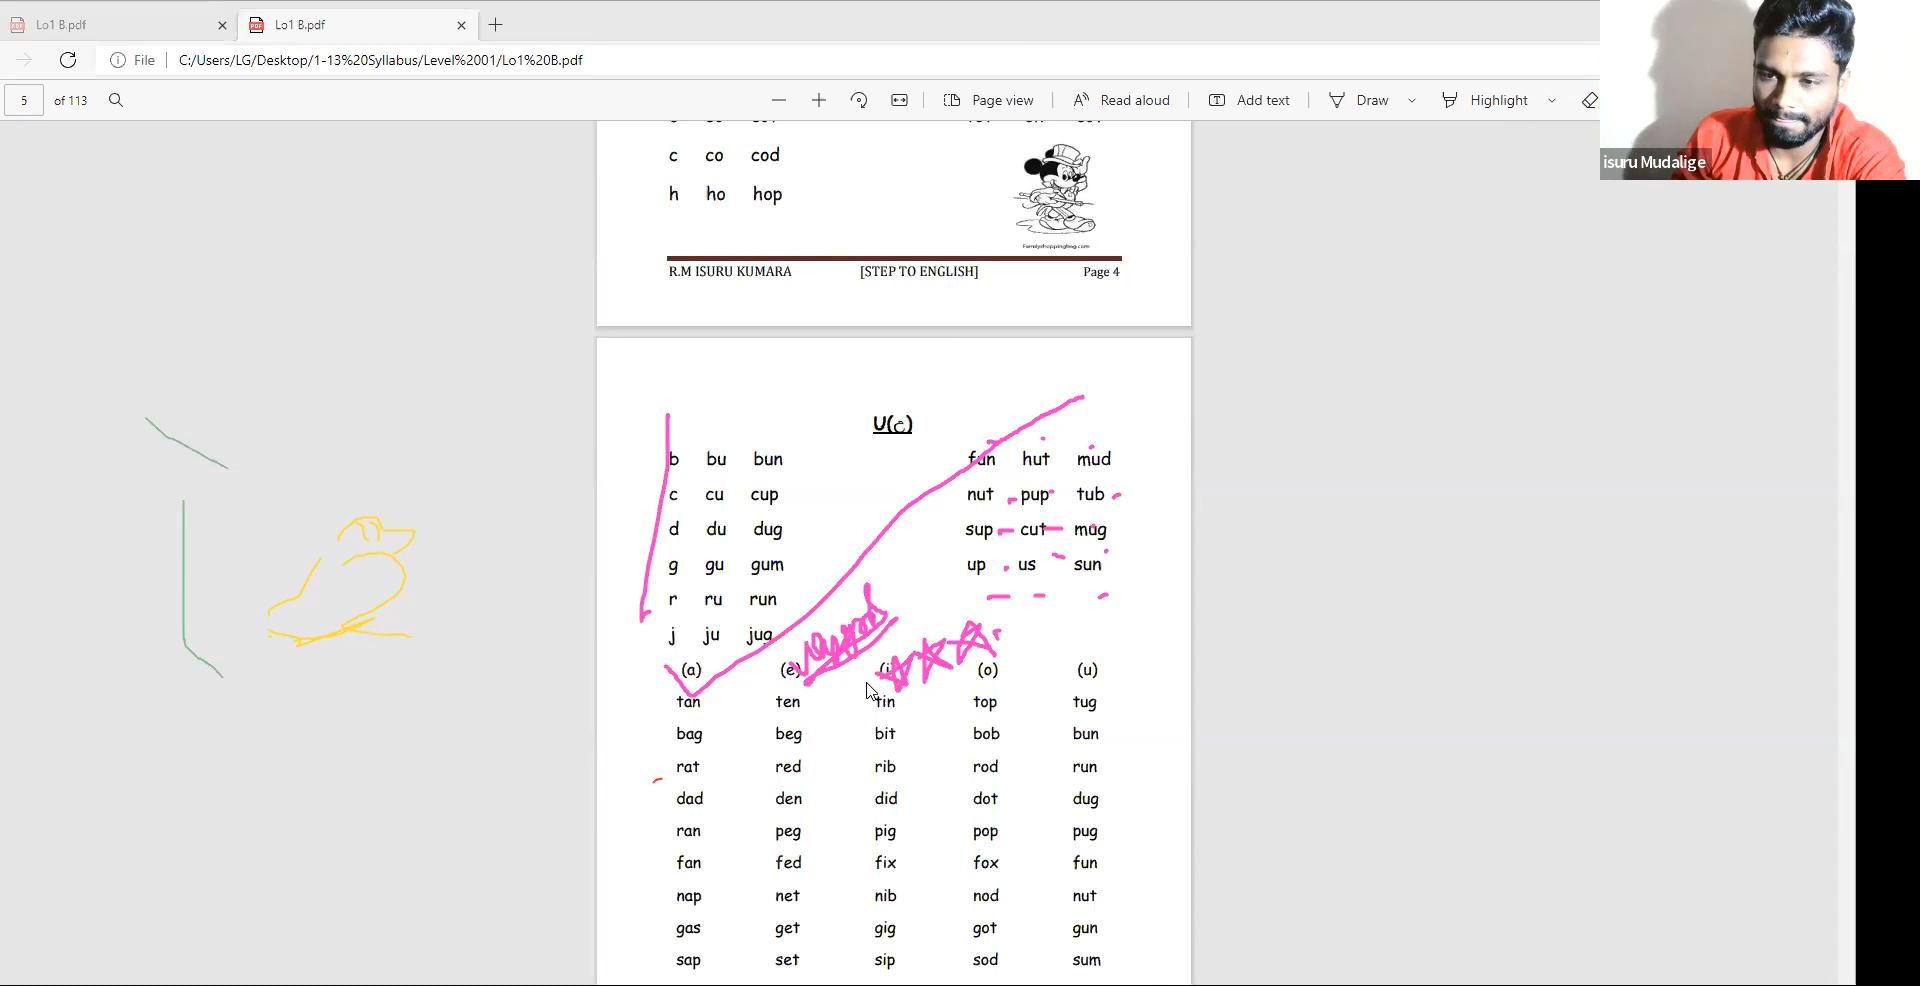 Lo1 B.pdf
Lo1 B.pdf
File C:/Users/LG/Desktop/1-13%20Syllabus/Level%2001/Lo1%20B.pdf
5 of 113 Page view Read aloud Add text Draw Highlight
isuru Mudalige
c co cod
h ho hop
Familyshoppingbag.com
R.M ISURU KUMARA [STEP TO ENGLISH] Page 4
b bu bun fun hut mud
c cu cup nut pup tub
d du dug sup cut mug
g gu gum up us sun
r ru run
j ju jug
(a) (e) (i) (o) (u)
tan ten tin top tug
bag beg bit bob bun
rat red rib rod run
dad den did dot dug
ran peg pig pop pug
fan fed fix fox fun
nap net nib nod nut
gas get gig got gun
sap set sip sod sum